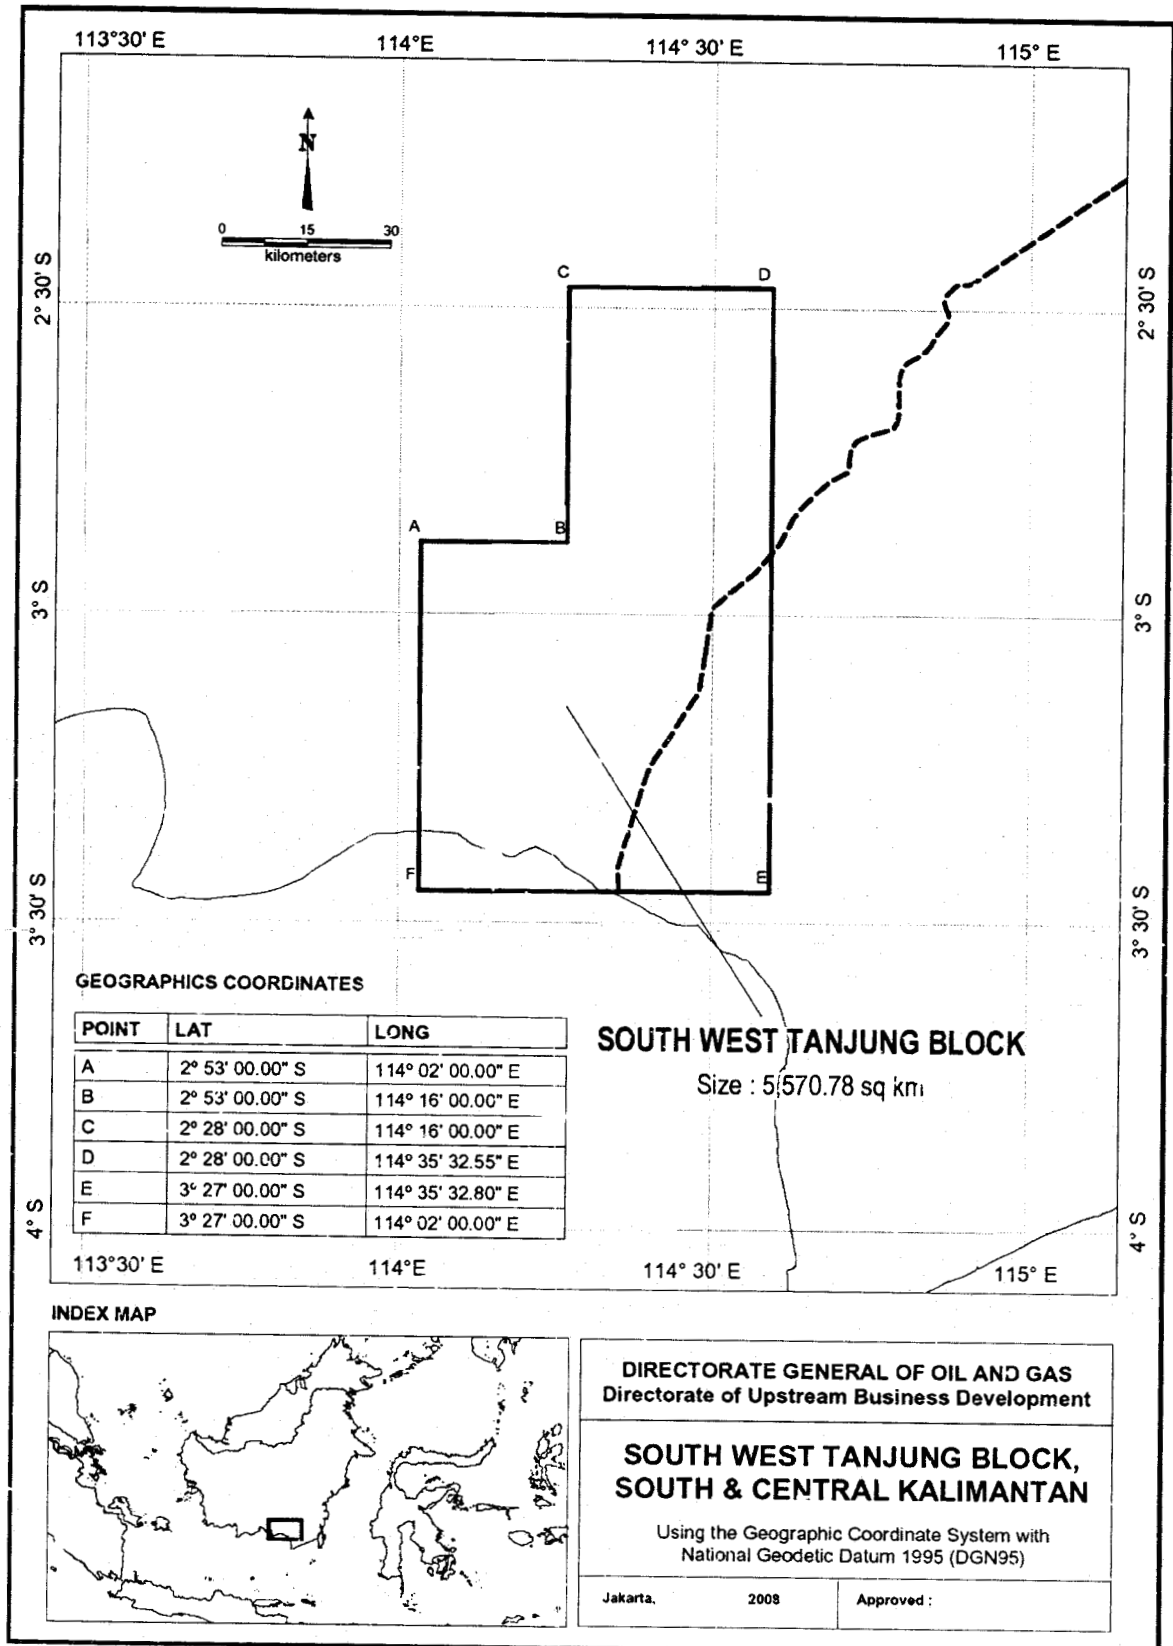 113°30' E 114°E 114° 30' E 115° E
N
0 15 30
kilometers
C D
2° 30' S 2° 30' S
A B
3° S 3° S
F E
3° 30' S 3° 30' S
GEOGRAPHICS COORDINATES
POINT LAT LONG
A 2° 53' 00.00" S 114° 02' 00.00" E
B 2° 53' 00.00" S 114° 16' 00.00" E
C 2° 28' 00.00" S 114° 16' 00.00" E
D 2° 28' 00.00" S 114° 35' 32.55" E
E 3° 27' 00.00" S 114° 35' 32.80" E
F 3° 27' 00.00" S 114° 02' 00.00" E
SOUTH WEST TANJUNG BLOCK
Size : 5,570.78 sq km
4° S 4° S
113°30' E 114°E 114° 30' E 115° E
INDEX MAP
DIRECTORATE GENERAL OF OIL AND GAS
Directorate of Upstream Business Development
SOUTH WEST TANJUNG BLOCK,
SOUTH & CENTRAL KALIMANTAN
Using the Geographic Coordinate System with
National Geodetic Datum 1995 (DGN95)
Jakarta, 2008 Approved :